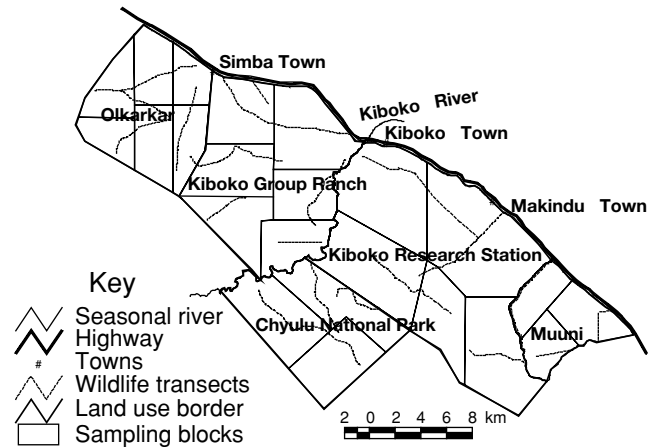 Simba Town
Kiboko River
Olkarkar
Kiboko Town
Kiboko Group Ranch
Makindu Town
#
Kiboko Research Station
Chyulu National Park
Muuni
Key
Seasonal river
Highway
# Towns
Wildlife transects
Land use border
Sampling blocks
2 0 2 4 6 8 km